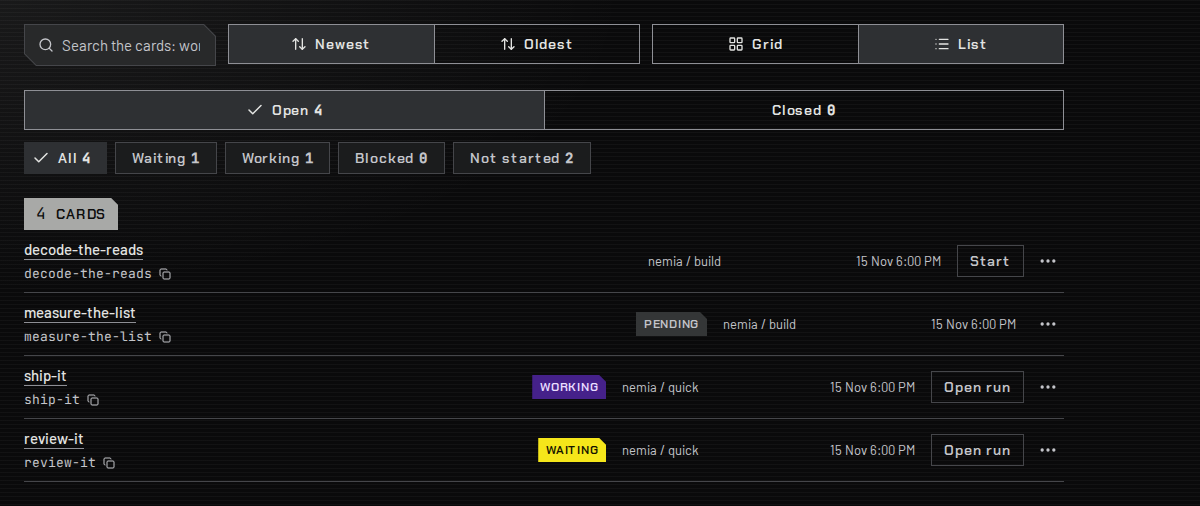 Search the cards: wor
Newest
Oldest
Grid
List
Open 4
Closed 0
All 4
Waiting 1
Working 1
Blocked 0
Not started 2
4 CARDS
decode-the-reads
decode-the-reads
nemia / build
15 Nov 6:00 PM
Start
measure-the-list
measure-the-list
PENDING
nemia / build
15 Nov 6:00 PM
ship-it
ship-it
WORKING
nemia / quick
15 Nov 6:00 PM
Open run
review-it
review-it
WAITING
nemia / quick
15 Nov 6:00 PM
Open run